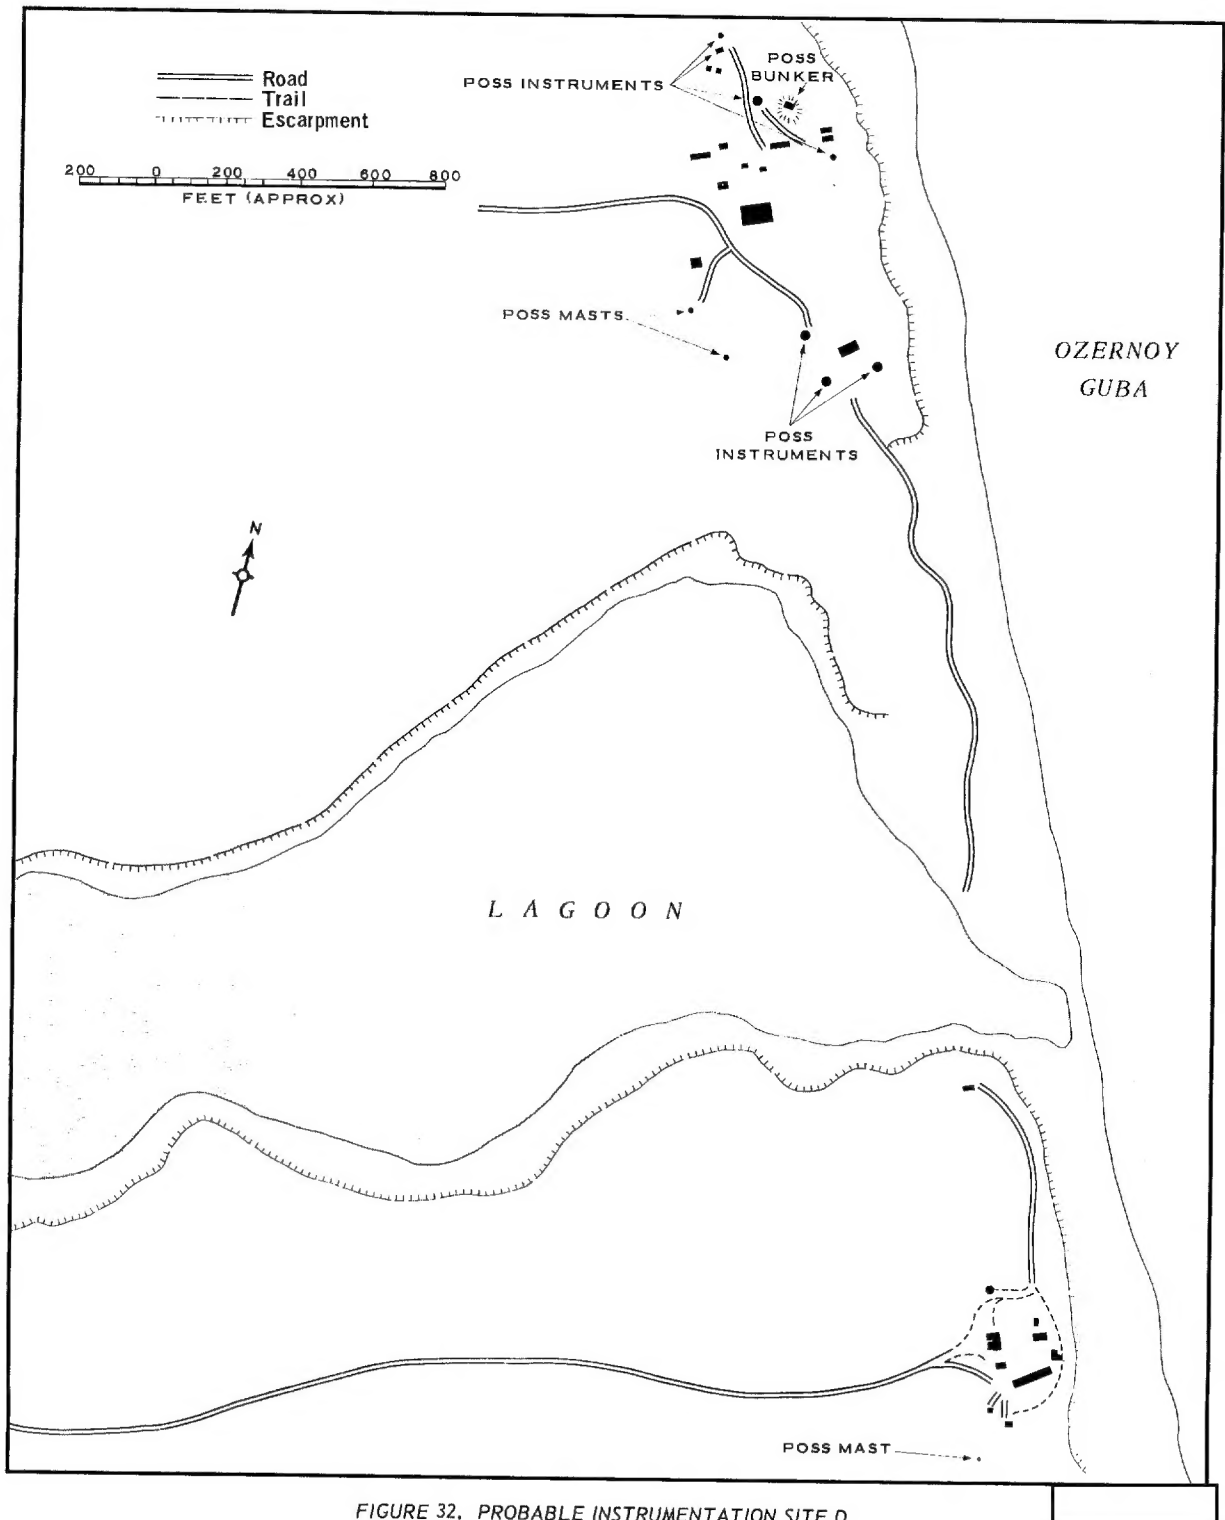 Road
Trail
Escarpment
200 0 200 400 600 800
FEET (APPROX)
POSS INSTRUMENTS
POSS
BUNKER
POSS MASTS
POSS
INSTRUMENTS
OZERNOY
GUBA
N
LAGOON
POSS MAST
FIGURE 32. PROBABLE INSTRUMENTATION SITE D.